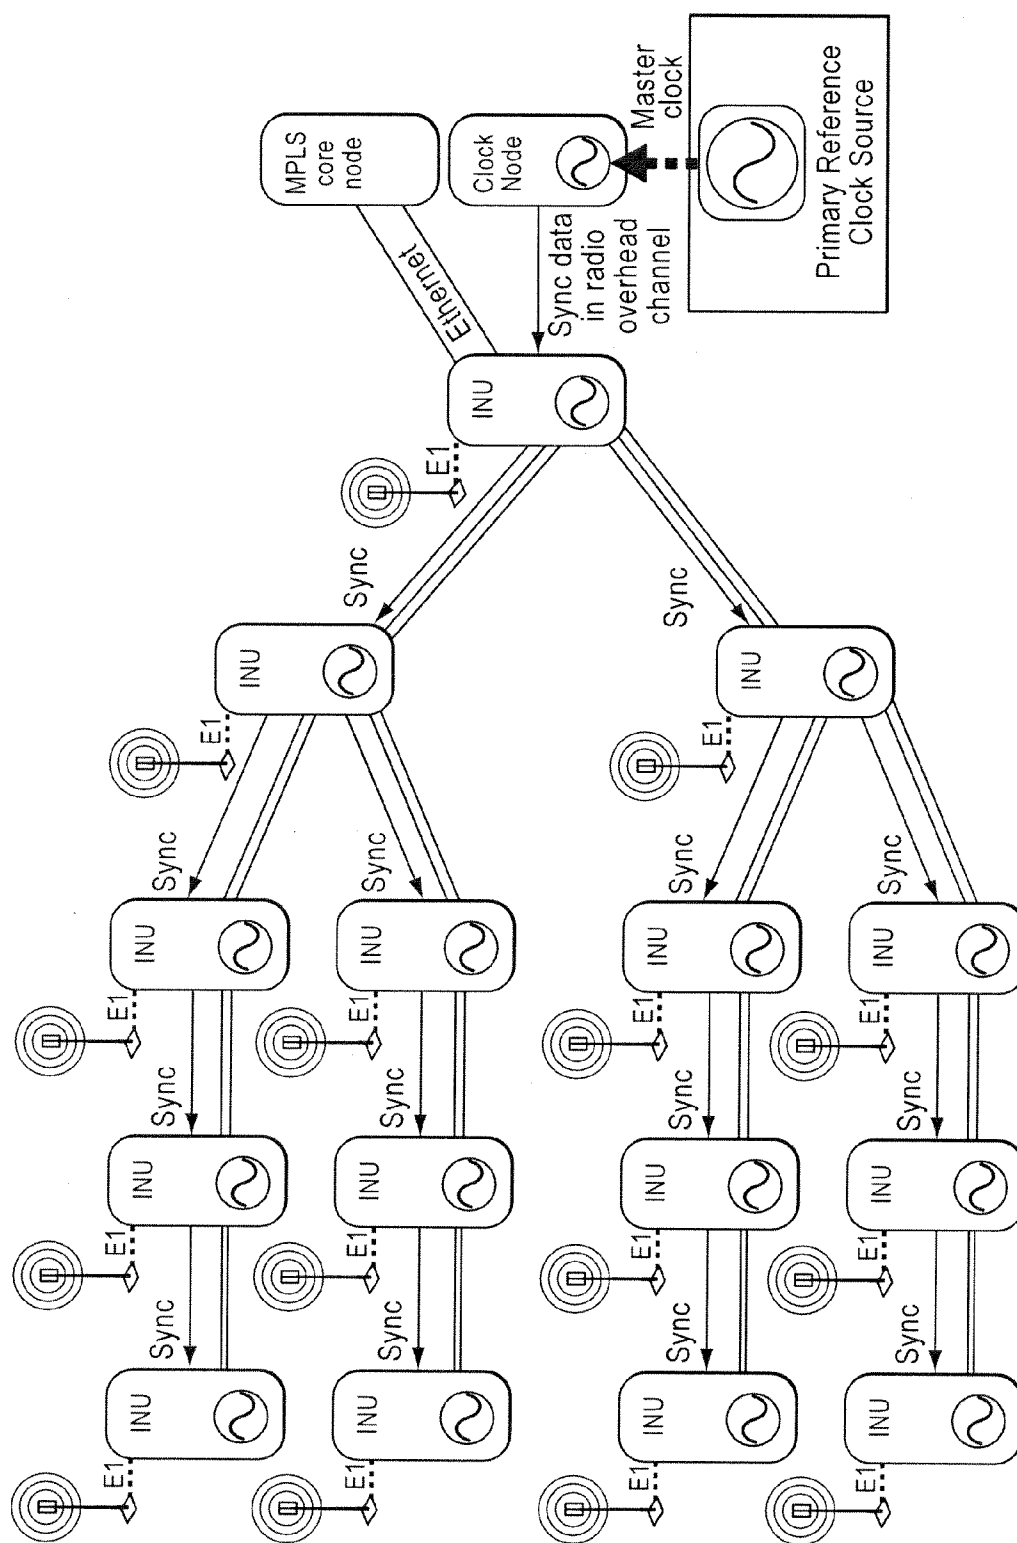 E1
E1
E1
INU
INU
INU
Sync
Sync
Sync
E1
INU
MPLS
core
node
Sync
E1
E1
E1
INU
INU
INU
Sync
Sync
Sync
E1
Ethernet
INU
Clock
Node
Sync data
in radio
overhead
channel
Master
clock
E1
E1
E1
INU
INU
INU
Sync
Sync
Sync
Sync
E1
INU
Primary Reference
Clock Source
E1
E1
E1
INU
INU
INU
Sync
Sync
Sync